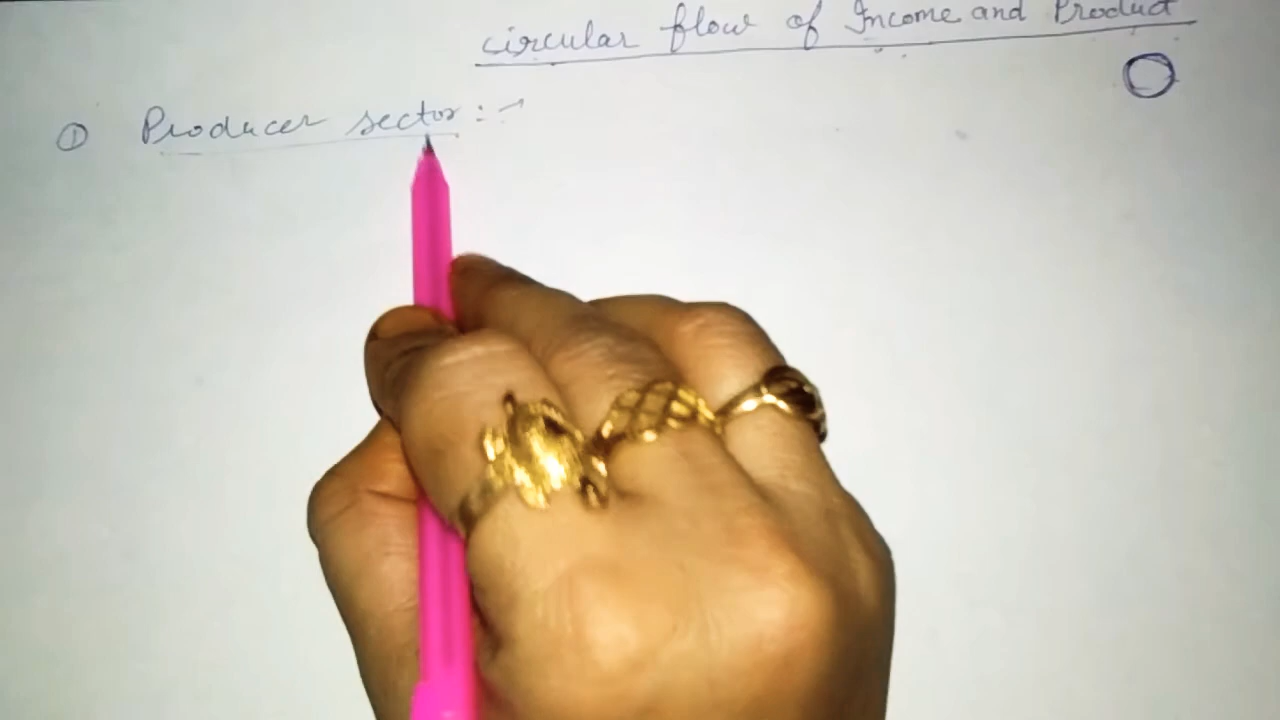 circular flow of Income and Product
① Producer sector :→